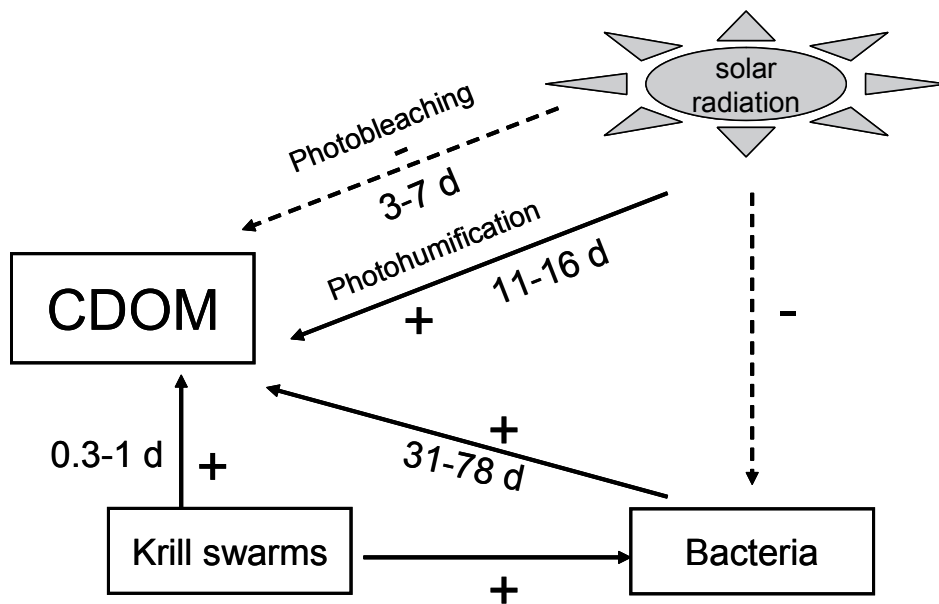 solar
radiation
Photobleaching
-
3-7 d
Photohumification
11-16 d
+
-
CDOM
+
31-78 d
0.3-1 d
+
Krill swarms
Bacteria
+